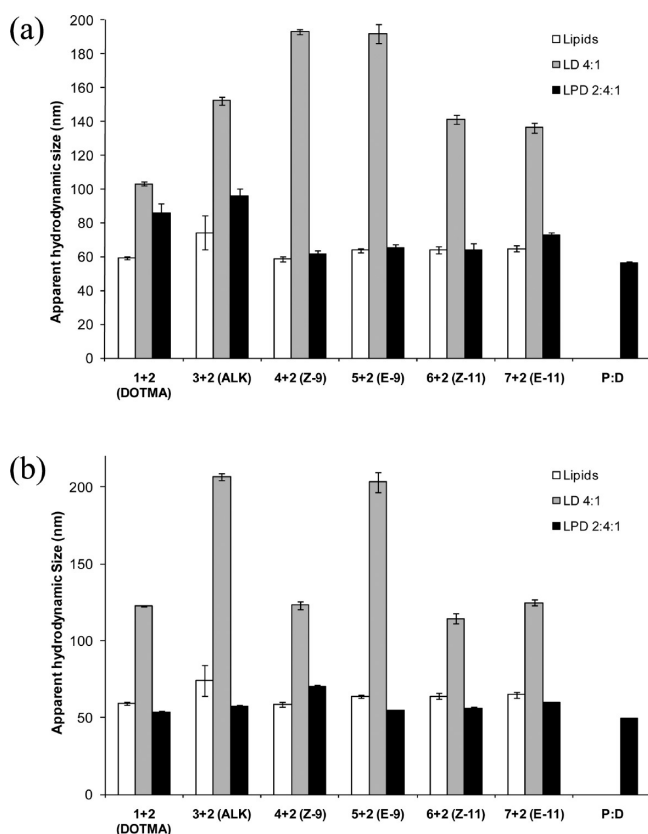 (a)
Apparent hydrodynamic size (nm)
200
180
160
140
120
100
80
60
40
20
0
Lipids
LD 4:1
LPD 2:4:1
1+2 (DOTMA)
3+2 (ALK)
4+2 (Z-9)
5+2 (E-9)
6+2 (Z-11)
7+2 (E-11)
P:D
(b)
Apparent hydrodynamic Size (nm)
200
150
100
50
0
Lipids
LD 4:1
LPD 2:4:1
1+2 (DOTMA)
3+2 (ALK)
4+2 (Z-9)
5+2 (E-9)
6+2 (Z-11)
7+2 (E-11)
P:D